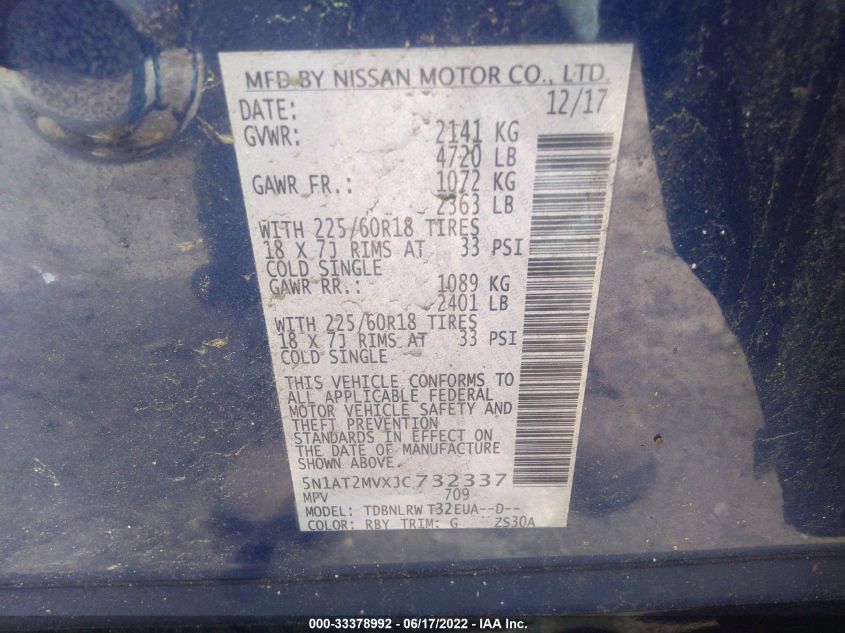 MFD BY NISSAN MOTOR CO., LTD.
DATE: 12/17
GVWR: 2141 KG
4720 LB
GAWR FR.: 1072 KG
2363 LB
WITH 225/60R18 TIRES
18 X 7J RIMS AT 33 PSI
COLD SINGLE
GAWR RR.: 1089 KG
2401 LB
WITH 225/60R18 TIRES
18 X 7J RIMS AT 33 PSI
COLD SINGLE
THIS VEHICLE CONFORMS TO
ALL APPLICABLE FEDERAL
MOTOR VEHICLE SAFETY AND
THEFT PREVENTION
STANDARDS IN EFFECT ON
THE DATE OF MANUFACTURE
SHOWN ABOVE.
5N1AT2MVXJC732337
MPV 709
MODEL: TDBNLRW T32EUA--D--
COLOR: RBY TRIM: G ZS30A
000-33378992 - 06/17/2022 - IAA Inc.